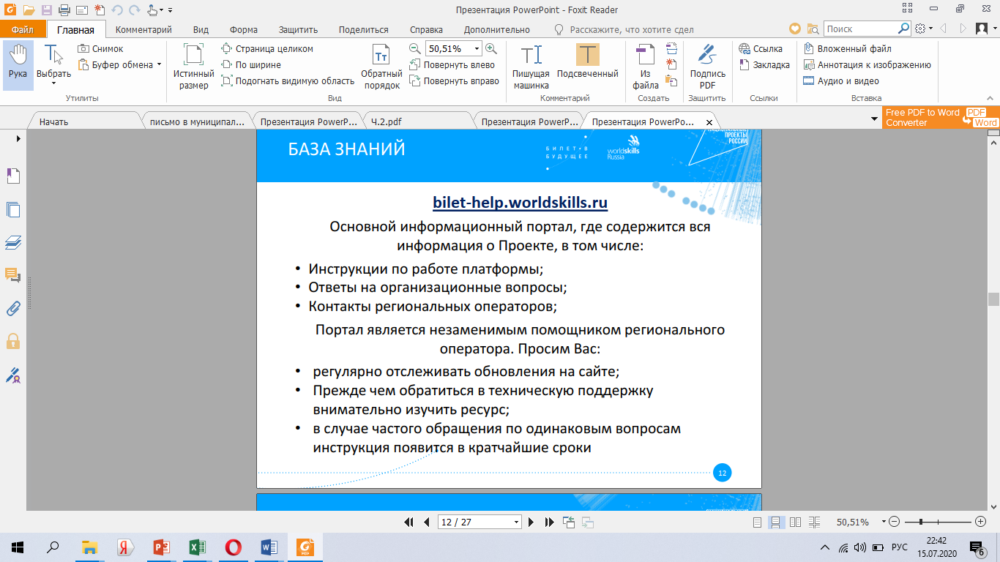 Презентация PowerPoint - Foxit Reader
Файл Главная Комментарий Вид Форма Защитить Поделиться Справка Дополнительно Расскажите, что хотите сдел Поиск
Рука
Выбрать
Снимок
Буфер обмена
Утилиты
Истинный размер
Страница целиком
По ширине
Подогнать видимую область
Обратный порядок
50,51%
Повернуть влево
Повернуть вправо
Вид
Пишущая машинка
Подсвеченный
Комментарий
Из файла
Создать
Подпись PDF
Защитить
Ссылка
Закладка
Ссылки
Вложенный файл
Аннотация к изображению
Аудио и видео
Вставка
Начать
письмо в муниципал...
Презентация PowerP...
Ч.2.pdf
Презентация PowerP...
Презентация PowerPo...
Free PDF to Word Converter
PDF
Word
БАЗА ЗНАНИЙ
БИЛЕТ В
БУДУЩЕЕ
worldskills
Russia
НАЦИОНАЛЬНЫЕ
ПРОЕКТЫ
РОССИИ
bilet-help.worldskills.ru
Основной информационный портал, где содержится вся
информация о Проекте, в том числе:
• Инструкции по работе платформы;
• Ответы на организационные вопросы;
• Контакты региональных операторов;
Портал является незаменимым помощником регионального
оператора. Просим Вас:
• регулярно отслеживать обновления на сайте;
• Прежде чем обратиться в техническую поддержку
внимательно изучить ресурс;
• в случае частого обращения по одинаковым вопросам
инструкция появится в кратчайшие сроки
12
12 / 27
50,51%
РУС
22:42
15.07.2020
6